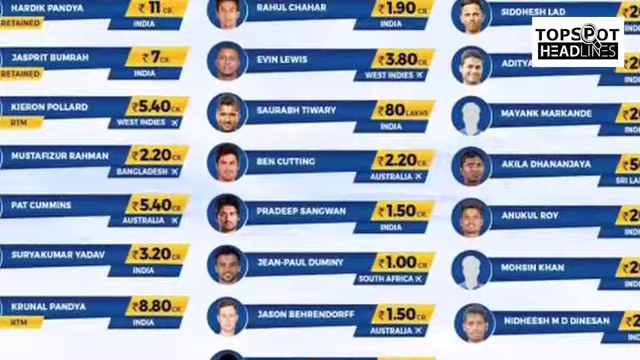 HARDIK PANDYA
₹11 CR.
RETAINED
INDIA
JASPRIT BUMRAH
₹7 CR.
RETAINED
INDIA
KIERON POLLARD
₹5.40 CR.
RTM
WEST INDIES
MUSTAFIZUR RAHMAN
₹2.20 CR.
BANGLADESH
PAT CUMMINS
₹5.40 CR.
AUSTRALIA
SURYAKUMAR YADAV
₹3.20 CR.
INDIA
KRUNAL PANDYA
₹8.80 CR.
RTM
INDIA
RAHUL CHAHAR
₹1.90 CR.
INDIA
EVIN LEWIS
₹3.80 CR.
WEST INDIES
SAURABH TIWARY
₹80 LAKHS
INDIA
BEN CUTTING
₹2.20 CR.
AUSTRALIA
PRADEEP SANGWAN
₹1.50 CR.
INDIA
JEAN-PAUL DUMINY
₹1.00 CR.
SOUTH AFRICA
JASON BEHRENDORFF
₹1.50 CR.
AUSTRALIA
TOPSPOT
HEADLINES
SIDDHESH LAD
ADITYA
MAYANK MARKANDE
AKILA DHANANJAYA
SRI LA
ANUKUL ROY
MOHSIN KHAN
NIDHEESH M D DINESAN